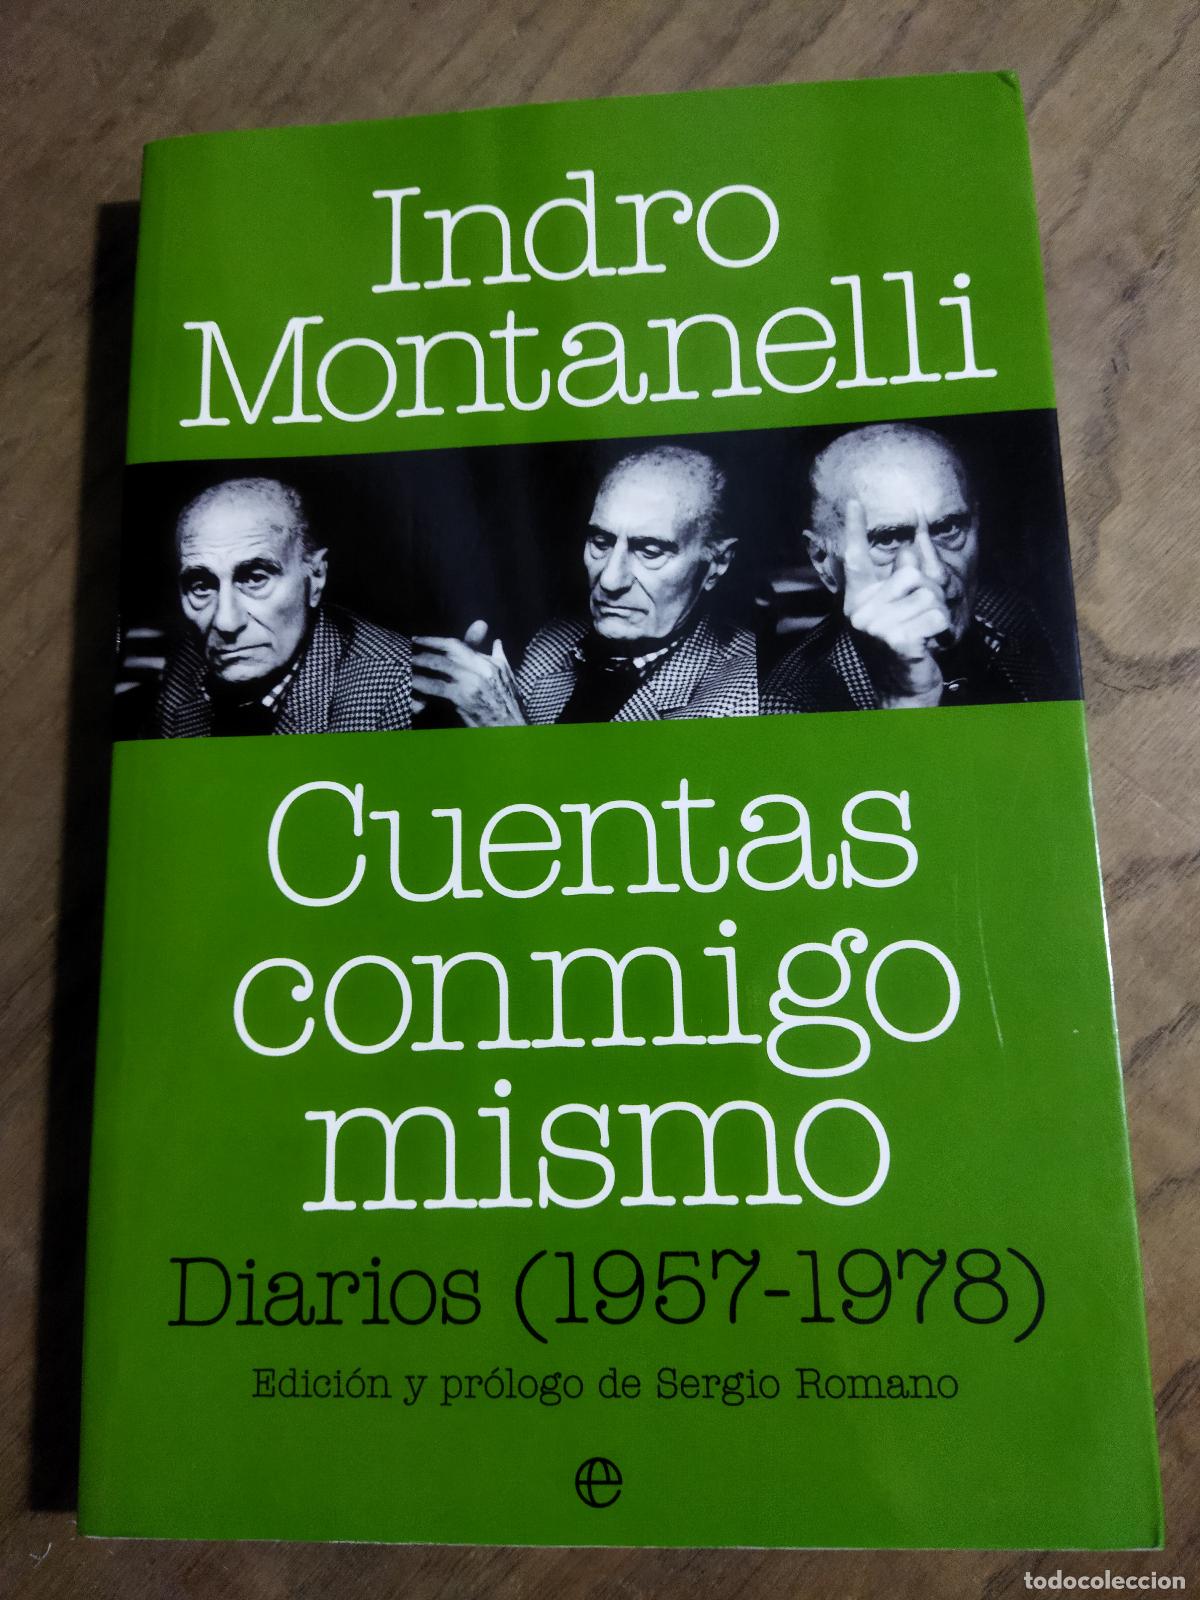 Indro
Montanelli
Cuentas
conmigo
mismo
Diarios (1957-1978)
Edición y prólogo de Sergio Romano
e
todocoleccion